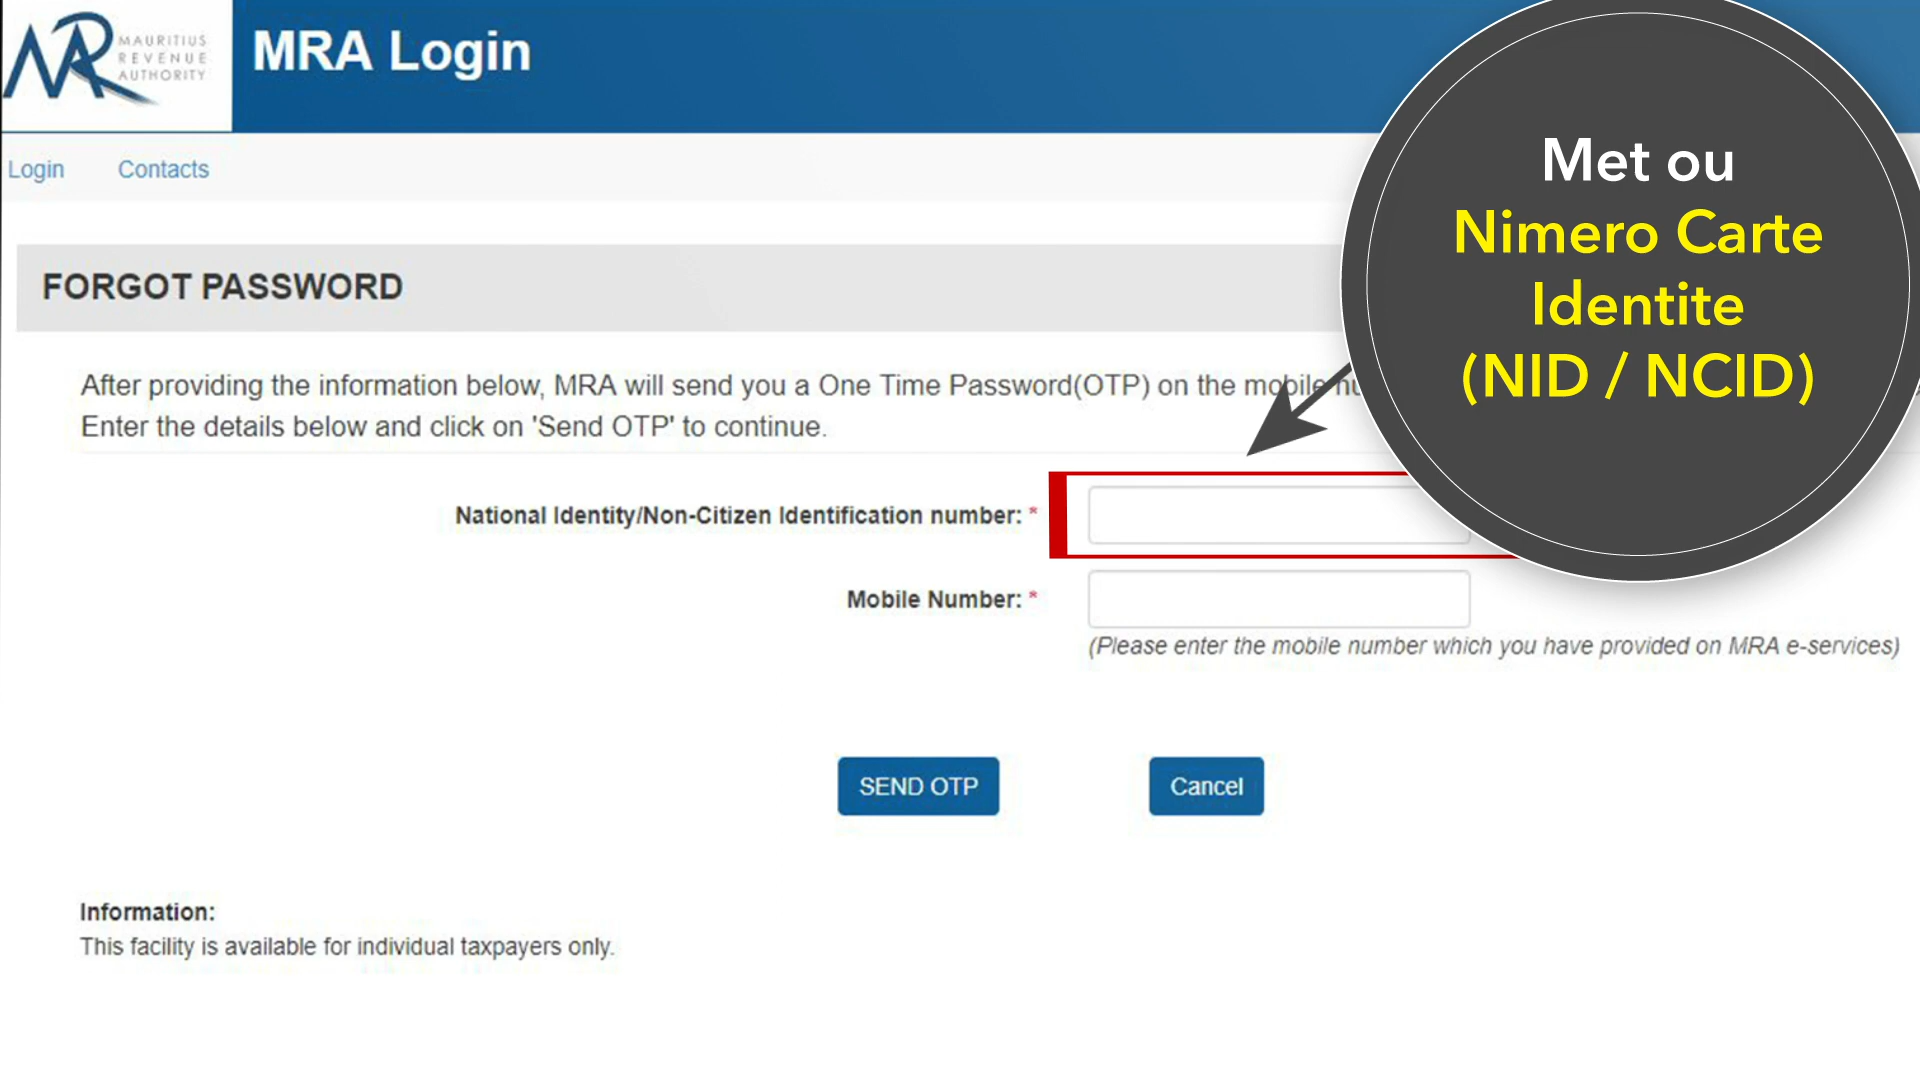 MAURITIUS
REVENUE
AUTHORITY
MRA Login
Login Contacts
Met ou
Nimero Carte
Identite
(NID / NCID)
FORGOT PASSWORD
After providing the information below, MRA will send you a One Time Password(OTP) on the mobile
Enter the details below and click on 'Send OTP' to continue.
National Identity/Non-Citizen Identification number: *
Mobile Number: *
(Please enter the mobile number which you have provided on MRA e-services)
SEND OTP Cancel
Information:
This facility is available for individual taxpayers only.